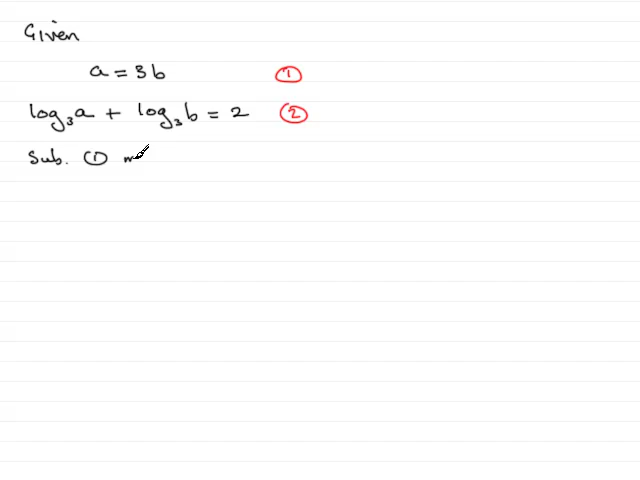 Given
a = 3b ①
log₃a + log₃b = 2 ②
Sub. ①